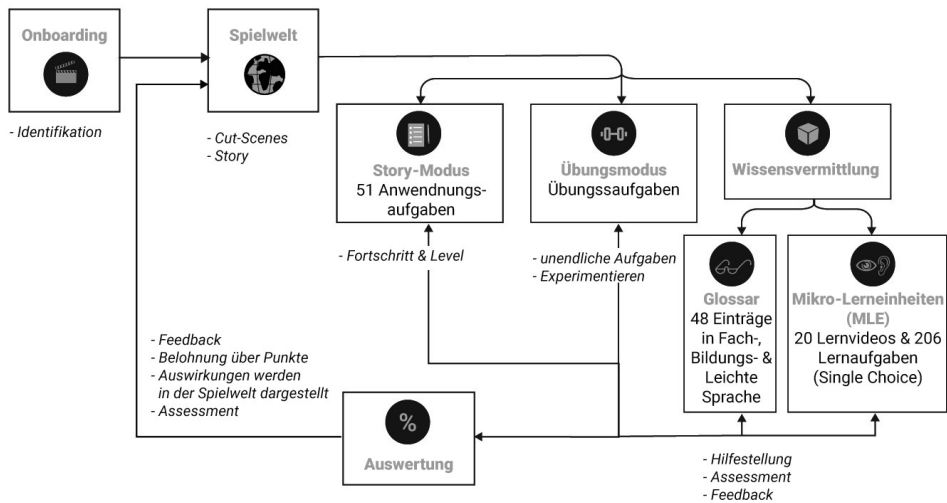 Onboarding
- Identifikation
Spielwelt
- Cut-Scenes
- Story
Story-Modus
51 Anwendnungs-
aufgaben
- Fortschritt & Level
Übungsmodus
Übungssaufgaben
- unendliche Aufgaben
- Experimentieren
Wissensvermittlung
Glossar
48 Einträge
in Fach-,
Bildungs- &
Leichte
Sprache
Mikro-Lerneinheiten
(MLE)
20 Lernvideos & 206
Lernaufgaben
(Single Choice)
- Feedback
- Belohnung über Punkte
- Auswirkungen werden
in der Spielwelt dargestellt
- Assessment
%
Auswertung
- Hilfestellung
- Assessment
- Feedback